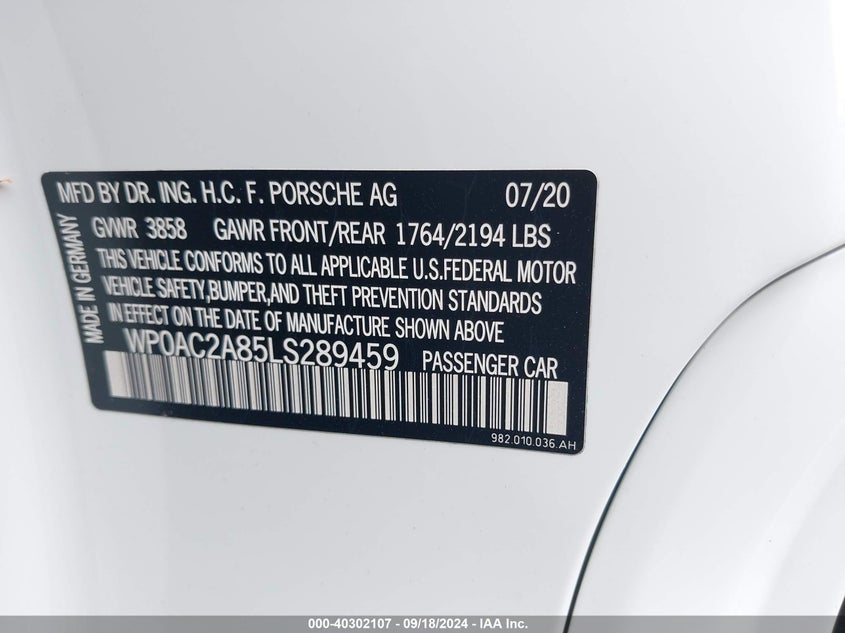 MFD BY DR. ING. H.C. F. PORSCHE AG 07/20
GVWR 3858 GAWR FRONT/REAR 1764/2194 LBS
THIS VEHICLE CONFORMS TO ALL APPLICABLE U.S.FEDERAL MOTOR
VEHICLE SAFETY,BUMPER,AND THEFT PREVENTION STANDARDS
IN EFFECT ON THE DATE OF MANUFACTURE SHOWN ABOVE.
WP0AC2A85LS289459 PASSENGER CAR
MADE IN GERMANY
982.010.036.AH
000-40302107 - 09/18/2024 - IAA Inc.